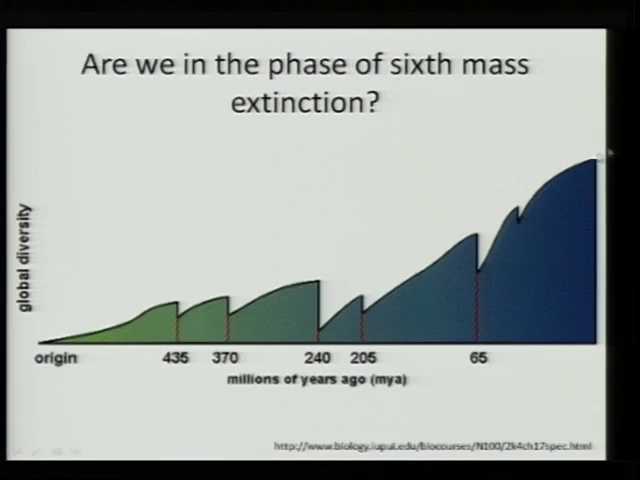 Are we in the phase of sixth mass
extinction?
global diversity
origin 435 370 240 205 65
millions of years ago (mya)
http://www.biology.iupui.edu/biocourses/N100/2k4ch17spec.html